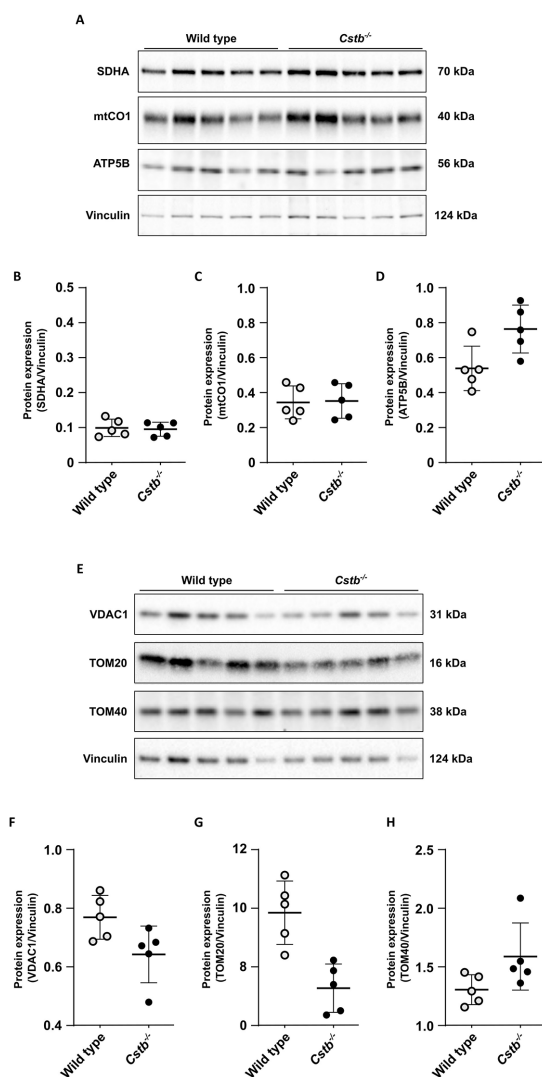 A
Wild type Cstb-/-
SDHA 70 kDa
mtCO1 40 kDa
ATP5B 56 kDa
Vinculin 124 kDa
B
Protein expression
(SDHA/Vinculin)
0.5
0.4
0.3
0.2
0.1
0
Wild type
Cstb-/-
C
Protein expression
(mtCO1/Vinculin)
1.0
0.8
0.6
0.4
0.2
0
Wild type
Cstb-/-
D
Protein expression
(ATP5B/Vinculin)
1.0
0.8
0.6
0.4
0.2
0
Wild type
Cstb-/-
E
Wild type Cstb-/-
VDAC1 31 kDa
TOM20 16 kDa
TOM40 38 kDa
Vinculin 124 kDa
F
Protein expression
(VDAC1/Vinculin)
1.0
0.8
0.6
0.4
Wild type
Cstb-/-
G
Protein expression
(TOM20/Vinculin)
12
10
8
0
Wild type
Cstb-/-
H
Protein expression
(TOM40/Vinculin)
2.5
2.0
1.5
1.0
Wild type
Cstb-/-